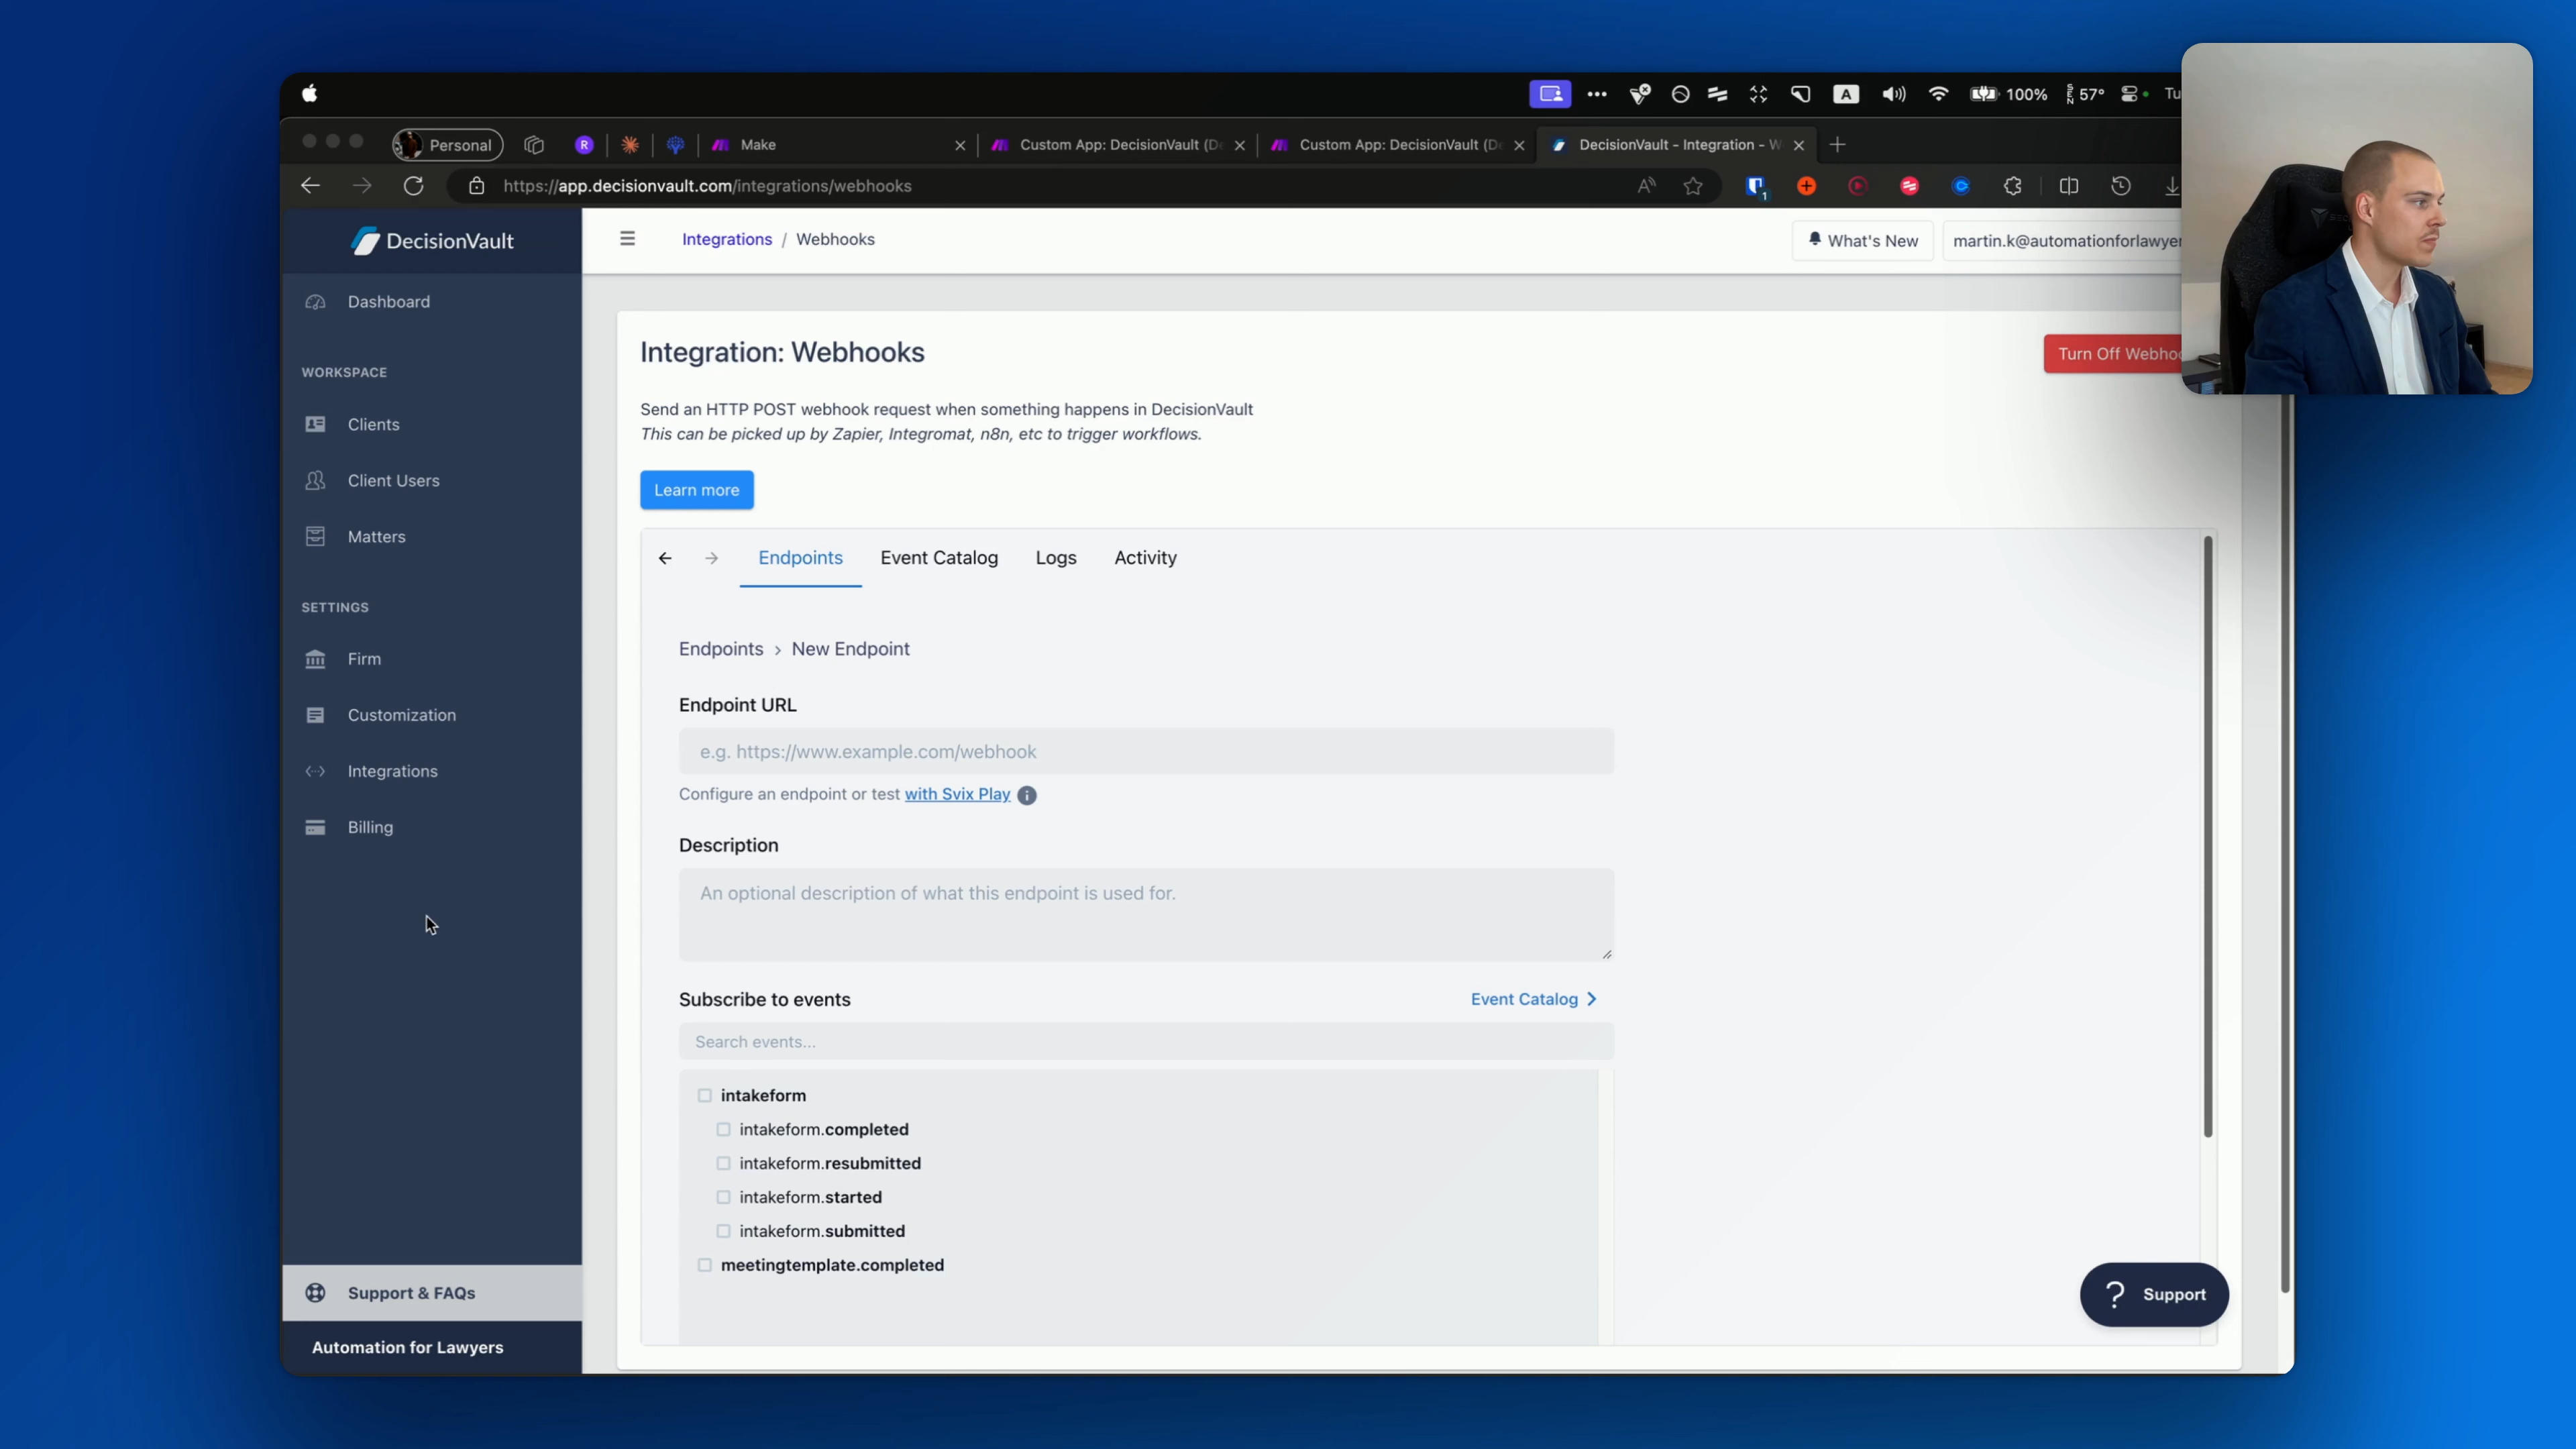 100%
57°
Tu
Personal
R
Make
Custom App: DecisionVault (De
Custom App: DecisionVault (De
DecisionVault - Integration - W
https://app.decisionvault.com/integrations/webhooks
1
DecisionVault
Integrations / Webhooks
What's New
martin.k@automationforlawyer
Dashboard
WORKSPACE
Clients
Client Users
Matters
SETTINGS
Firm
Customization
Integrations
Billing
Support & FAQs
Automation for Lawyers
Integration: Webhooks
Turn Off Webhoo
Send an HTTP POST webhook request when something happens in DecisionVault
This can be picked up by Zapier, Integromat, n8n, etc to trigger workflows.
Learn more
Endpoints
Event Catalog
Logs
Activity
Endpoints > New Endpoint
Endpoint URL
e.g. https://www.example.com/webhook
Configure an endpoint or test with Svix Play
Description
An optional description of what this endpoint is used for.
Subscribe to events
Event Catalog
Search events...
intakeform
intakeform.completed
intakeform.resubmitted
intakeform.started
intakeform.submitted
meetingtemplate.completed
? Support